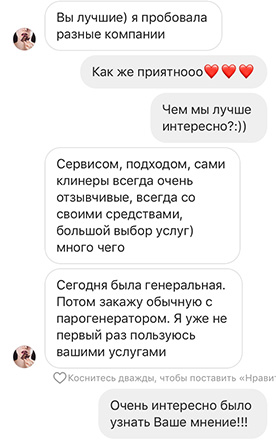 Вы лучшие) я пробовала
разные компании
Как же приятнооо❤️❤️❤️
Чем мы лучше
интересно?:))
Сервисом, подходом, сами
клинеры всегда очень
отзывчивые, всегда со
своими средствами,
большой выбор услуг)
много чего
Сегодня была генеральная.
Потом закажу обычную с
парогенератором. Я уже не
первый раз пользуюсь
вашими услугами
Коснитесь дважды, чтобы поставить «Нравит
Очень интересно было
узнать Ваше мнение!!!